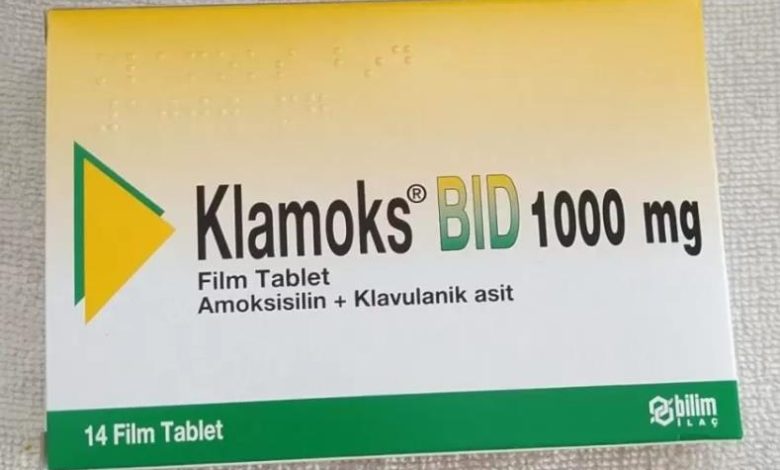 Klamoks® BID 1000 mg
Film Tablet
Amoksisilin + Klavulanik asit
14 Film Tablet
bilim
İLAÇ